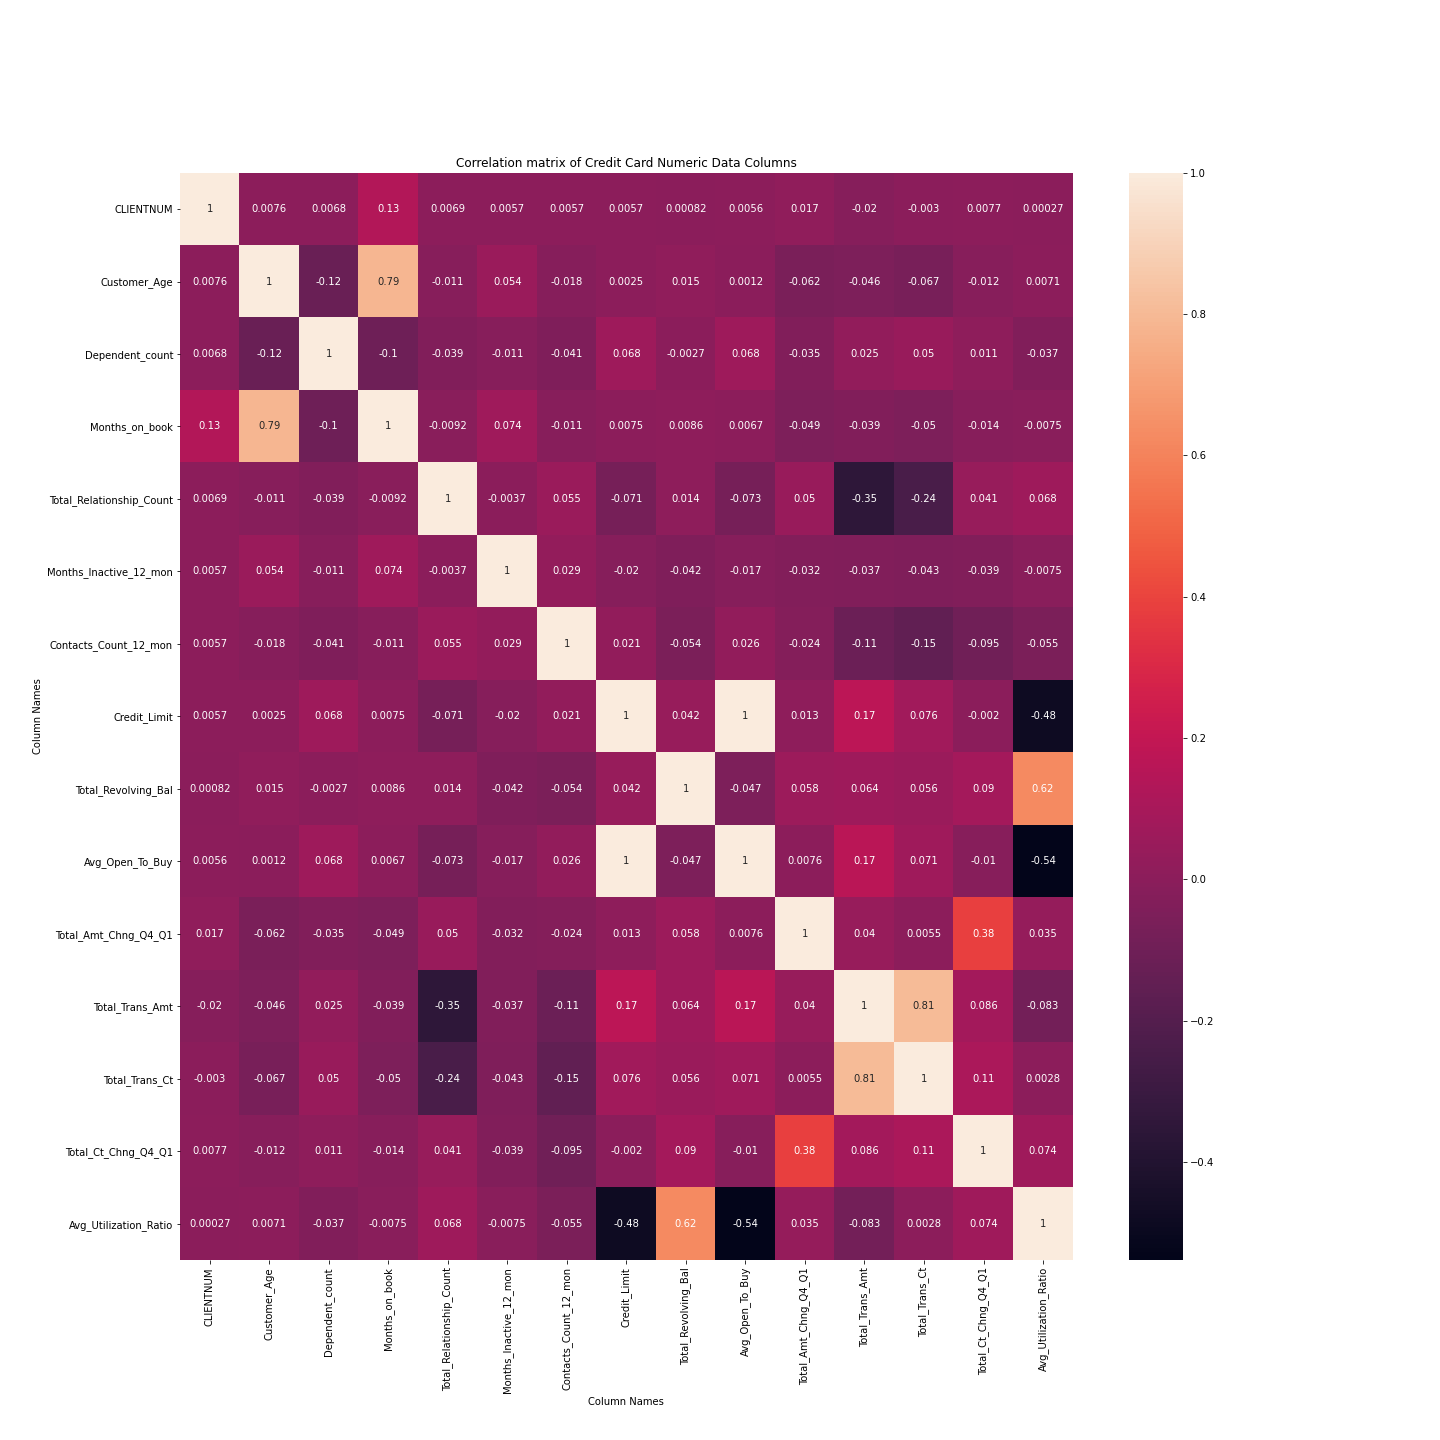 Correlation matrix of Credit Card Numeric Data Columns
CLIENTNUM 1 0.0076 0.0068 0.13 0.0069 0.0057 0.0057 0.0057 0.00082 0.0056 0.017 -0.02 -0.003 0.0077 0.00027
Customer_Age 0.0076 1 -0.12 0.79 -0.011 0.054 -0.018 0.0025 0.015 0.0012 -0.062 -0.046 -0.067 -0.012 0.0071
Dependent_count 0.0068 -0.12 1 -0.1 -0.039 -0.011 -0.041 0.068 -0.0027 0.068 -0.035 0.025 0.05 0.011 -0.037
Months_on_book 0.13 0.79 -0.1 1 -0.0092 0.074 -0.011 0.0075 0.0086 0.0067 -0.049 -0.039 -0.05 -0.014 -0.0075
Total_Relationship_Count 0.0069 -0.011 -0.039 -0.0092 1 -0.0037 0.055 -0.071 0.014 -0.073 0.05 -0.35 -0.24 0.041 0.068
Months_Inactive_12_mon 0.0057 0.054 -0.011 0.074 -0.0037 1 0.029 -0.02 -0.042 -0.017 -0.032 -0.037 -0.043 -0.039 -0.0075
Contacts_Count_12_mon 0.0057 -0.018 -0.041 -0.011 0.055 0.029 1 0.021 -0.054 0.026 -0.024 -0.11 -0.15 -0.095 -0.055
Credit_Limit 0.0057 0.0025 0.068 0.0075 -0.071 -0.02 0.021 1 0.042 1 0.013 0.17 0.076 -0.002 -0.48
Total_Revolving_Bal 0.00082 0.015 -0.0027 0.0086 0.014 -0.042 -0.054 0.042 1 -0.047 0.058 0.064 0.056 0.09 0.62
Avg_Open_To_Buy 0.0056 0.0012 0.068 0.0067 -0.073 -0.017 0.026 1 -0.047 1 0.0076 0.17 0.071 -0.01 -0.54
Total_Amt_Chng_Q4_Q1 0.017 -0.062 -0.035 -0.049 0.05 -0.032 -0.024 0.013 0.058 0.0076 1 0.04 0.0055 0.38 0.035
Total_Trans_Amt -0.02 -0.046 0.025 -0.039 -0.35 -0.037 -0.11 0.17 0.064 0.17 0.04 1 0.81 0.086 -0.083
Total_Trans_Ct -0.003 -0.067 0.05 -0.05 -0.24 -0.043 -0.15 0.076 0.056 0.071 0.0055 0.81 1 0.11 0.0028
Total_Ct_Chng_Q4_Q1 0.0077 -0.012 0.011 -0.014 0.041 -0.039 -0.095 -0.002 0.09 -0.01 0.38 0.086 0.11 1 0.074
Avg_Utilization_Ratio 0.00027 0.0071 -0.037 -0.0075 0.068 -0.0075 -0.055 -0.48 0.62 -0.54 0.035 -0.083 0.0028 0.074 1
Column Names
CLIENTNUM
Customer_Age
Dependent_count
Months_on_book
Total_Relationship_Count
Months_Inactive_12_mon
Contacts_Count_12_mon
Credit_Limit
Total_Revolving_Bal
Avg_Open_To_Buy
Total_Amt_Chng_Q4_Q1
Total_Trans_Amt
Total_Trans_Ct
Total_Ct_Chng_Q4_Q1
Avg_Utilization_Ratio
Column Names
1.0
0.8
0.6
0.4
0.2
0.0
−0.2
−0.4